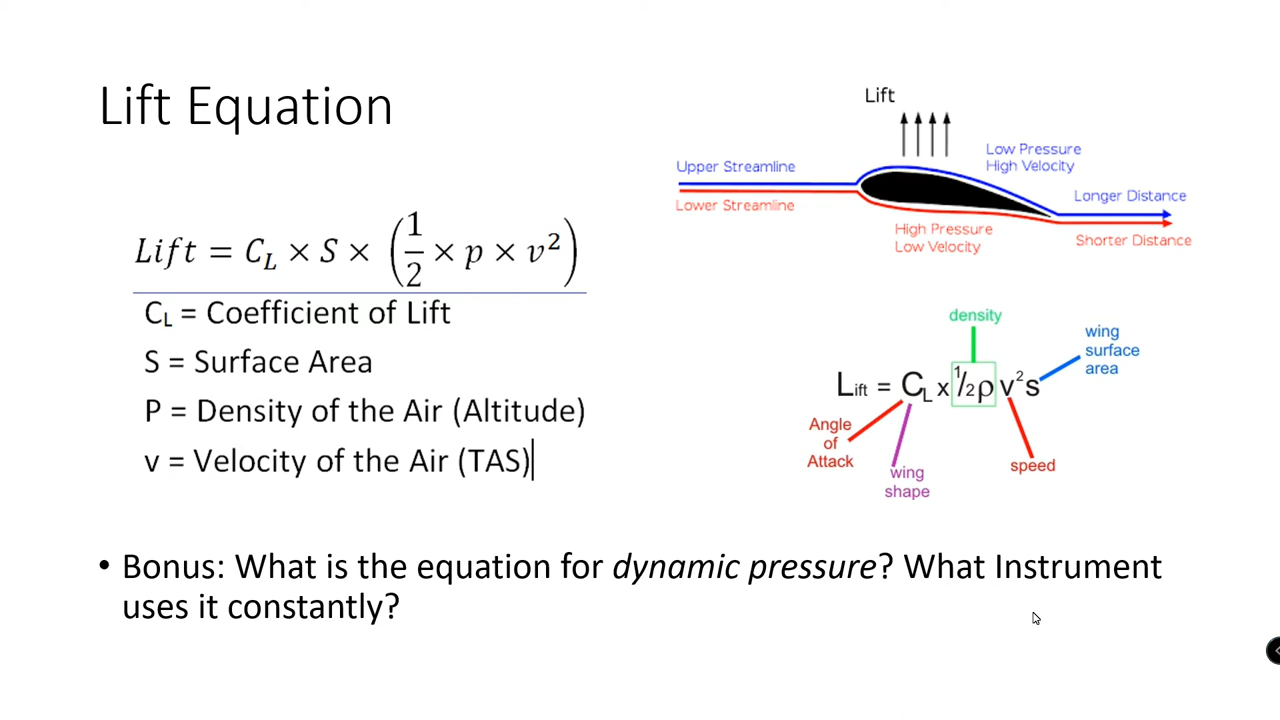 Lift Equation
Lift = C_L × S × (1/2 × p × v²)
C_L = Coefficient of Lift
S = Surface Area
P = Density of the Air (Altitude)
v = Velocity of the Air (TAS)
Lift
Low Pressure
High Velocity
Upper Streamline
Lower Streamline
Longer Distance
Shorter Distance
High Pressure
Low Velocity
density
wing
surface
area
Lift = C_L x ½ρ v²s
Angle
of
Attack
wing
shape
speed
• Bonus: What is the equation for dynamic pressure? What Instrument
uses it constantly?